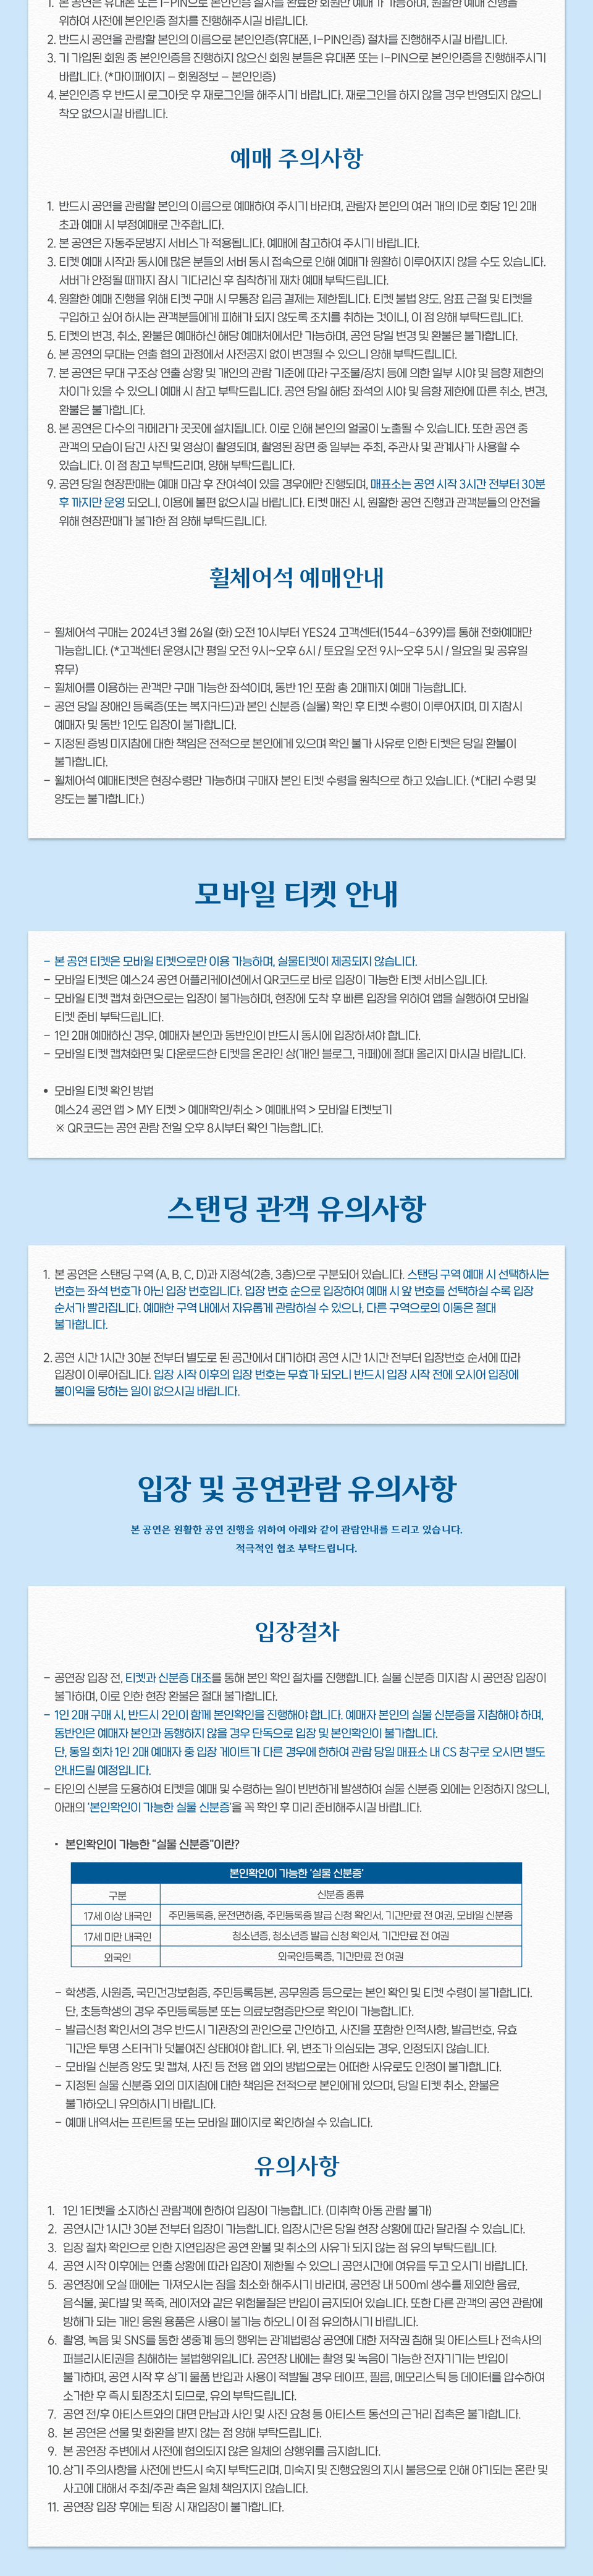 1. 본 공연은 휴대폰 또는 I-PIN으로 본인인증 절차를 완료한 회원만 예매가 가능하며, 원활한 예매 진행을
위하여 사전에 본인인증 절차를 진행해주시길 바랍니다.
2. 반드시 공연을 관람할 본인의 이름으로 본인인증(휴대폰, I-PIN인증) 절차를 진행해주시길 바랍니다.
3. 기 가입된 회원 중 본인인증을 진행하지 않으신 회원 분들은 휴대폰 또는 I-PIN으로 본인인증을 진행해주시기
바랍니다. (*마이페이지 – 회원정보 – 본인인증)
4. 본인인증 후 반드시 로그아웃 후 재로그인을 해주시기 바랍니다. 재로그인을 하지 않을 경우 반영되지 않으니
착오 없으시길 바랍니다.
예매 주의사항
1. 반드시 공연을 관람할 본인의 이름으로 예매하여 주시기 바라며, 관람자 본인의 여러 개의 ID로 회당 1인 2매
초과 예매 시 부정예매로 간주합니다.
2. 본 공연은 자동주문방지 서비스가 적용됩니다. 예매에 참고하여 주시기 바랍니다.
3. 티켓 예매 시작과 동시에 많은 분들의 서버 동시 접속으로 인해 예매가 원활히 이루어지지 않을 수도 있습니다.
서버가 안정될 때까지 잠시 기다리신 후 침착하게 재차 예매 부탁드립니다.
4. 원활한 예매 진행을 위해 티켓 구매 시 무통장 입금 결제는 제한됩니다. 티켓 불법 양도, 암표 근절 및 티켓을
구입하고 싶어 하시는 관객분들에게 피해가 되지 않도록 조치를 취하는 것이니, 이 점 양해 부탁드립니다.
5. 티켓의 변경, 취소, 환불은 예매하신 해당 예매처에서만 가능하며, 공연 당일 변경 및 환불은 불가합니다.
6. 본 공연의 무대는 연출 협의 과정에서 사전공지 없이 변경될 수 있으니 양해 부탁드립니다.
7. 본 공연은 무대 구조상 연출 상황 및 개인의 관람 기준에 따라 구조물/장치 등에 의한 일부 시야 및 음향 제한의
차이가 있을 수 있으니 예매 시 참고 부탁드립니다. 공연 당일 해당 좌석의 시야 및 음향 제한에 따른 취소, 변경,
환불은 불가합니다.
8. 본 공연은 다수의 카메라가 곳곳에 설치됩니다. 이로 인해 본인의 얼굴이 노출될 수 있습니다. 또한 공연 중
관객의 모습이 담긴 사진 및 영상이 촬영되며, 촬영된 장면 중 일부는 주최, 주관사 및 관계사가 사용할 수
있습니다. 이 점 참고 부탁드리며, 양해 부탁드립니다.
9. 공연 당일 현장판매는 예매 마감 후 잔여석이 있을 경우에만 진행되며, 매표소는 공연 시작 3시간 전부터 30분
후 까지만 운영 되오니, 이용에 불편 없으시길 바랍니다. 티켓 매진 시, 원활한 공연 진행과 관객분들의 안전을
위해 현장판매가 불가한 점 양해 부탁드립니다.
휠체어석 예매안내
– 휠체어석 구매는 2024년 3월 26일 (화) 오전 10시부터 YES24 고객센터(1544-6399)를 통해 전화예매만
가능합니다. (*고객센터 운영시간 평일 오전 9시~오후 6시 / 토요일 오전 9시~오후 5시 / 일요일 및 공휴일
휴무)
– 휠체어를 이용하는 관객만 구매 가능한 좌석이며, 동반 1인 포함 총 2매까지 예매 가능합니다.
– 공연 당일 장애인 등록증(또는 복지카드)과 본인 신분증 (실물) 확인 후 티켓 수령이 이루어지며, 미 지참시
예매자 및 동반 1인도 입장이 불가합니다.
– 지정된 증빙 미지참에 대한 책임은 전적으로 본인에게 있으며 확인 불가 사유로 인한 티켓은 당일 환불이
불가합니다.
– 휠체어석 예매티켓은 현장수령만 가능하며 구매자 본인 티켓 수령을 원칙으로 하고 있습니다. (*대리 수령 및
양도는 불가합니다.)
모바일 티켓 안내
– 본 공연 티켓은 모바일 티켓으로만 이용 가능하며, 실물티켓이 제공되지 않습니다.
– 모바일 티켓은 예스24 공연 어플리케이션에서 QR코드로 바로 입장이 가능한 티켓 서비스입니다.
– 모바일 티켓 캡쳐 화면으로는 입장이 불가능하며, 현장에 도착 후 빠른 입장을 위하여 앱을 실행하여 모바일
티켓 준비 부탁드립니다.
– 1인 2매 예매하신 경우, 예매자 본인과 동반인이 반드시 동시에 입장하셔야 합니다.
– 모바일 티켓 캡쳐화면 및 다운로드한 티켓을 온라인 상(개인 블로그, 카페)에 절대 올리지 마시길 바랍니다.
• 모바일 티켓 확인 방법
예스24 공연 앱 > MY 티켓 > 예매확인/취소 > 예매내역 > 모바일 티켓보기
※ QR코드는 공연 관람 전일 오후 8시부터 확인 가능합니다.
스탠딩 관객 유의사항
1. 본 공연은 스탠딩 구역 (A, B, C, D)과 지정석(2층, 3층)으로 구분되어 있습니다. 스탠딩 구역 예매 시 선택하시는
번호는 좌석 번호가 아닌 입장 번호입니다. 입장 번호 순으로 입장하여 예매 시 앞 번호를 선택하실 수록 입장
순서가 빨라집니다. 예매한 구역 내에서 자유롭게 관람하실 수 있으나, 다른 구역으로의 이동은 절대
불가합니다.
2. 공연 시간 1시간 30분 전부터 별도로 된 공간에서 대기하며 공연 시간 1시간 전부터 입장번호 순서에 따라
입장이 이루어집니다. 입장 시작 이후의 입장 번호는 무효가 되오니 반드시 입장 시작 전에 오시어 입장에
불이익을 당하는 일이 없으시길 바랍니다.
입장 및 공연관람 유의사항
본 공연은 원활한 공연 진행을 위하여 아래와 같이 관람안내를 드리고 있습니다.
적극적인 협조 부탁드립니다.
입장절차
– 공연장 입장 전, 티켓과 신분증 대조를 통해 본인 확인 절차를 진행합니다. 실물 신분증 미지참 시 공연장 입장이
불가하며, 이로 인한 현장 환불은 절대 불가합니다.
– 1인 2매 구매 시, 반드시 2인이 함께 본인확인을 진행해야 합니다. 예매자 본인의 실물 신분증을 지참해야 하며,
동반인은 예매자 본인과 동행하지 않을 경우 단독으로 입장 및 본인확인이 불가합니다.
단, 동일 회차 1인 2매 예매자 중 입장 게이트가 다른 경우에 한하여 관람 당일 매표소 내 CS 창구로 오시면 별도
안내드릴 예정입니다.
– 타인의 신분을 도용하여 티켓을 예매 및 수령하는 일이 빈번하게 발생하여 실물 신분증 외에는 인정하지 않으니,
아래의 '본인확인이 가능한 실물 신분증'을 꼭 확인 후 미리 준비해주시길 바랍니다.
• 본인확인이 가능한 "실물 신분증"이란?
본인확인이 가능한 '실물 신분증'
구분 신분증 종류
17세 이상 내국인 주민등록증, 운전면허증, 주민등록증 발급 신청 확인서, 기간만료 전 여권, 모바일 신분증
17세 미만 내국인 청소년증, 청소년증 발급 신청 확인서, 기간만료 전 여권
외국인 외국인등록증, 기간만료 전 여권
– 학생증, 사원증, 국민건강보험증, 주민등록등본, 공무원증 등으로는 본인 확인 및 티켓 수령이 불가합니다.
단, 초등학생의 경우 주민등록등본 또는 의료보험증만으로 확인이 가능합니다.
– 발급신청 확인서의 경우 반드시 기관장의 관인으로 간인하고, 사진을 포함한 인적사항, 발급번호, 유효
기간은 투명 스티커가 덧붙여진 상태여야 합니다. 위, 변조가 의심되는 경우, 인정되지 않습니다.
– 모바일 신분증 양도 및 캡쳐, 사진 등 전용 앱 외의 방법으로는 어떠한 사유로도 인정이 불가합니다.
– 지정된 실물 신분증 외의 미지참에 대한 책임은 전적으로 본인에게 있으며, 당일 티켓 취소, 환불은
불가하오니 유의하시기 바랍니다.
– 예매 내역서는 프린트물 또는 모바일 페이지로 확인하실 수 있습니다.
유의사항
1. 1인 1티켓을 소지하신 관람객에 한하여 입장이 가능합니다. (미취학 아동 관람 불가)
2. 공연시간 1시간 30분 전부터 입장이 가능합니다. 입장시간은 당일 현장 상황에 따라 달라질 수 있습니다.
3. 입장 절차 확인으로 인한 지연입장은 공연 환불 및 취소의 사유가 되지 않는 점 유의 부탁드립니다.
4. 공연 시작 이후에는 연출 상황에 따라 입장이 제한될 수 있으니 공연시간에 여유를 두고 오시기 바랍니다.
5. 공연장에 오실 때에는 가져오시는 짐을 최소화 해주시기 바라며, 공연장 내 500ml 생수를 제외한 음료,
음식물, 꽃다발 및 폭죽, 레이저와 같은 위험물질은 반입이 금지되어 있습니다. 또한 다른 관객의 공연 관람에
방해가 되는 개인 응원 용품은 사용이 불가능 하오니 이 점 유의하시기 바랍니다.
6. 촬영, 녹음 및 SNS를 통한 생중계 등의 행위는 관계법령상 공연에 대한 저작권 침해 및 아티스트나 전속사의
퍼블리시티권을 침해하는 불법행위입니다. 공연장 내에는 촬영 및 녹음이 가능한 전자기기는 반입이
불가하며, 공연 시작 후 상기 물품 반입과 사용이 적발될 경우 테이프, 필름, 메모리스틱 등 데이터를 압수하여
소거한 후 즉시 퇴장조치 되므로, 유의 부탁드립니다.
7. 공연 전/후 아티스트와의 대면 만남과 사인 및 사진 요청 등 아티스트 동선의 근거리 접촉은 불가합니다.
8. 본 공연은 선물 및 화환을 받지 않는 점 양해 부탁드립니다.
9. 본 공연장 주변에서 사전에 협의되지 않은 일체의 상행위를 금지합니다.
10. 상기 주의사항을 사전에 반드시 숙지 부탁드리며, 미숙지 및 진행요원의 지시 불응으로 인해 야기되는 혼란 및
사고에 대해서 주최/주관 측은 일체 책임지지 않습니다.
11. 공연장 입장 후에는 퇴장 시 재입장이 불가합니다.